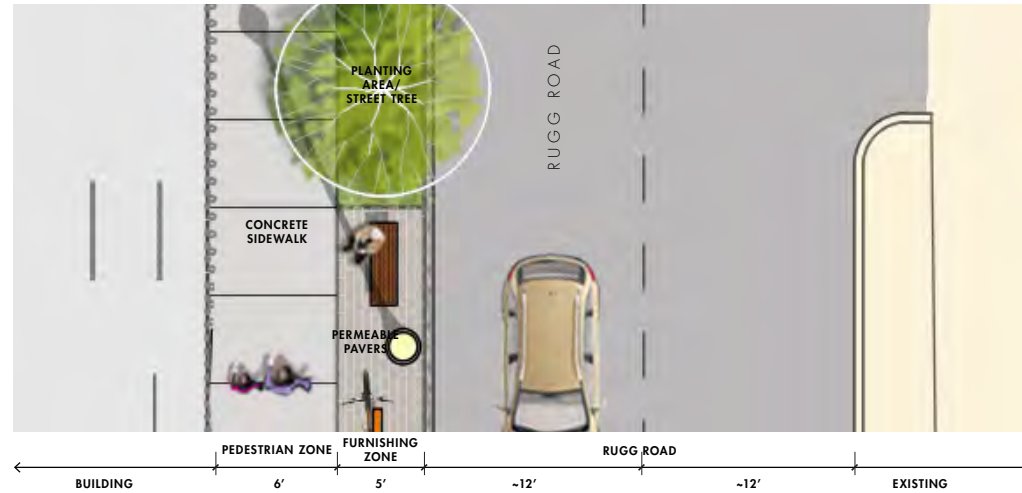 PLANTING
AREA/
STREET TREE
RUGG ROAD
CONCRETE
SIDEWALK
PERMEABLE
PAVERS
PEDESTRIAN ZONE
FURNISHING
ZONE
RUGG ROAD
BUILDING
6'
5'
~12'
~12'
EXISTING